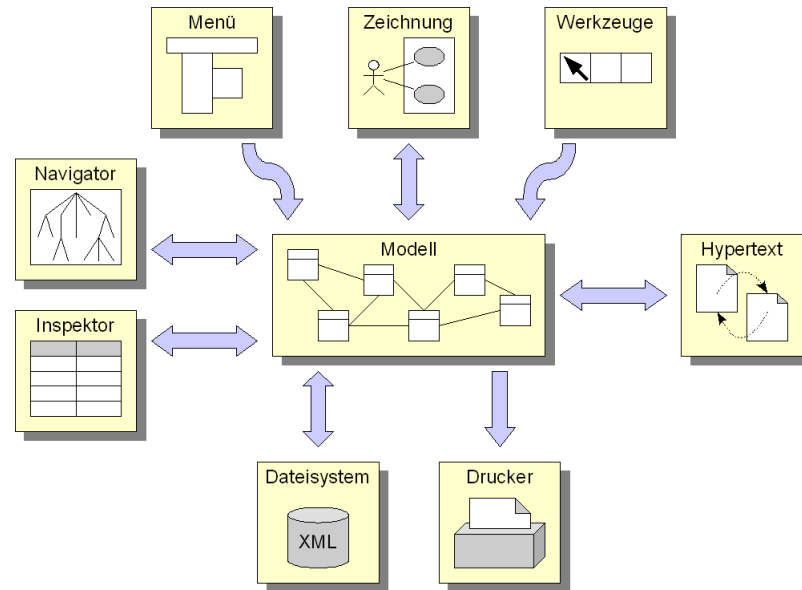 Menü
Zeichnung
Werkzeuge
Navigator
Modell
Hypertext
Inspektor
Dateisystem
XML
Drucker